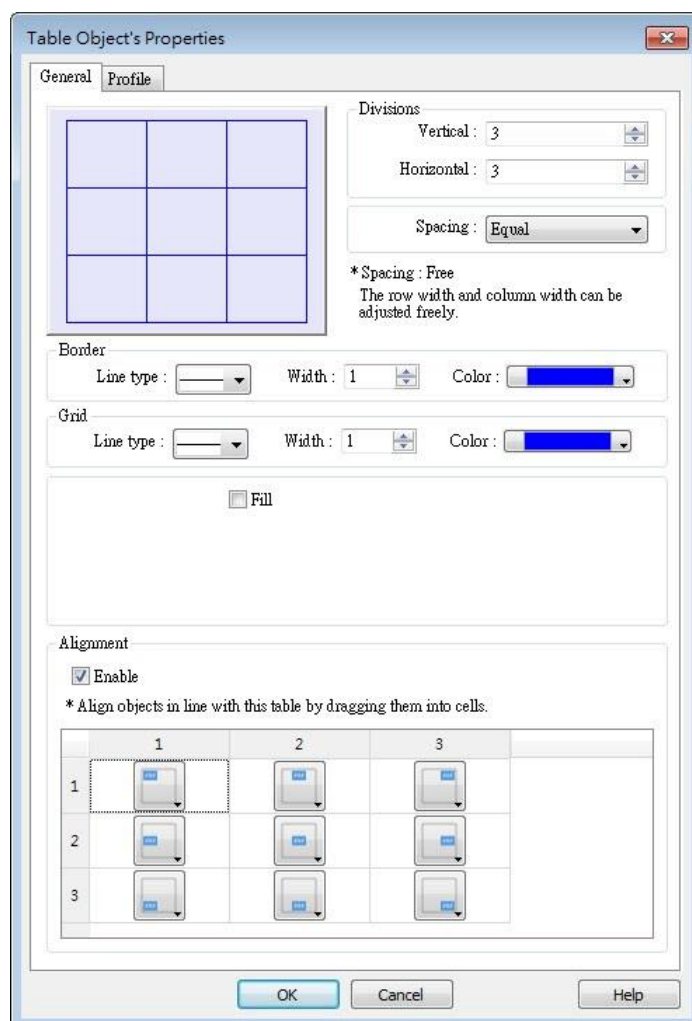 Table Object's Properties
General Profile
Divisions
Vertical : 3
Horizontal : 3
Spacing : Equal
* Spacing : Free
The row width and column width can be
adjusted freely.
Border
Line type : Width : 1 Color :
Grid
Line type : Width : 1 Color :
Fill
Alignment
Enable
* Align objects in line with this table by dragging them into cells.
1 2 3
1
2
3
OK Cancel Help